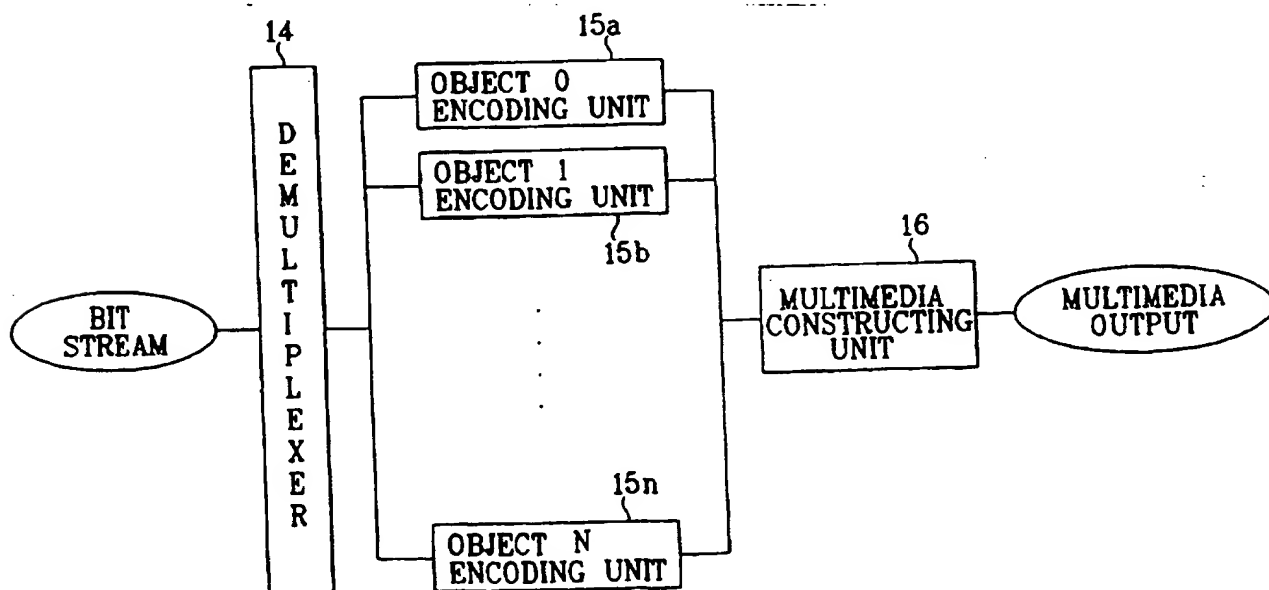 14
15a
DEMULTIPLEXER
OBJECT 0
ENCODING UNIT
OBJECT 1
ENCODING UNIT
15b
16
BIT
STREAM
MULTIMEDIA
CONSTRUCTING
UNIT
MULTIMEDIA
OUTPUT
15n
OBJECT N
ENCODING UNIT